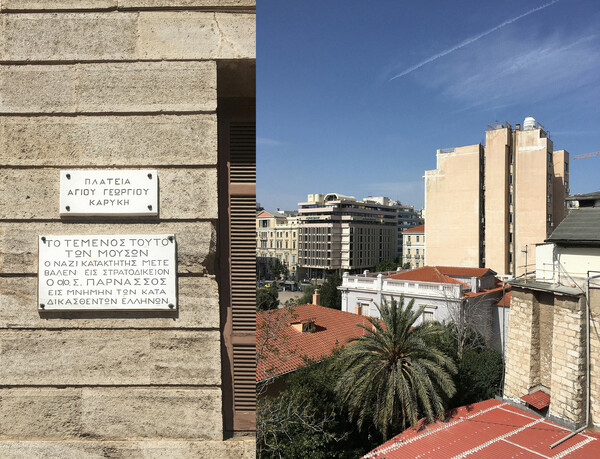 ΠΛΑΤΕΙΑ
ΑΓΙΟΥ ΓΕΩΡΓΙΟΥ
ΚΑΡΥΚΗ
ΤΟ ΤΕΜΕΝΟΣ ΤΟΥΤΟ
ΤΩΝ ΜΟΥΣΩΝ
Ο ΝΑΖΙ ΚΑΤΑΚΤΗΤΗΣ ΜΕΤΕ
ΒΑΛΕΝ ΕΙΣ ΣΤΡΑΤΟΔΙΚΕΙΟΝ
Ο ΦΣ. ΠΑΡΝΑΣΣΟΣ
ΕΙΣ ΜΝΗΜΗΝ ΤΩΝ ΚΑΤΑ
ΔΙΚΑΣΘΕΝΤΩΝ ΕΛΛΗΝΩΝ